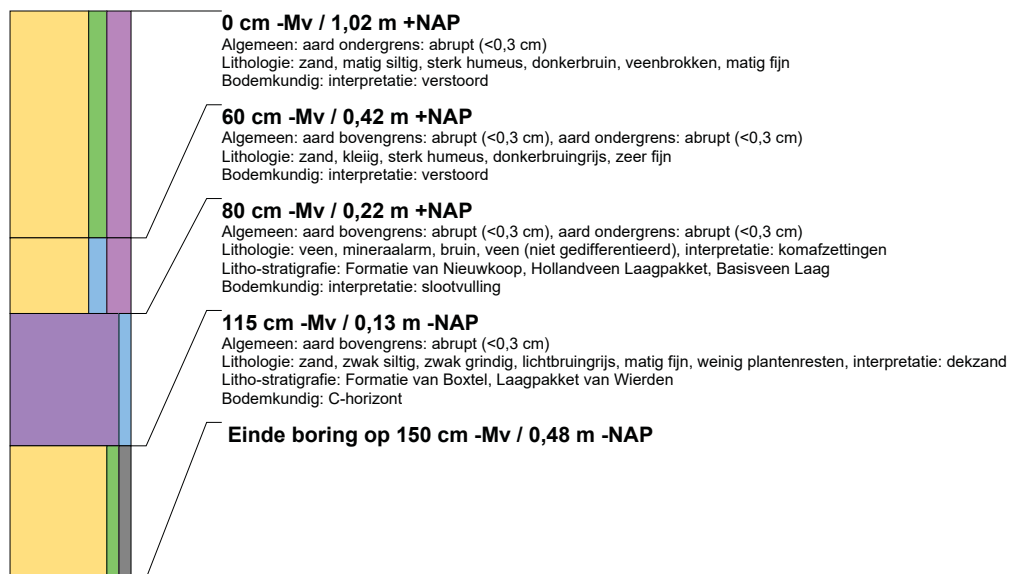 0 cm -Mv / 1,02 m +NAP
Algemeen: aard ondergrens: abrupt (<0,3 cm)
Lithologie: zand, matig siltig, sterk humeus, donkerbruin, veenbrokken, matig fijn
Bodemkundig: interpretatie: verstoord
60 cm -Mv / 0,42 m +NAP
Algemeen: aard bovengrens: abrupt (<0,3 cm), aard ondergrens: abrupt (<0,3 cm)
Lithologie: zand, kleiig, sterk humeus, donkerbruingrijs, zeer fijn
Bodemkundig: interpretatie: verstoord
80 cm -Mv / 0,22 m +NAP
Algemeen: aard bovengrens: abrupt (<0,3 cm), aard ondergrens: abrupt (<0,3 cm)
Lithologie: veen, mineraalarm, bruin, veen (niet gedifferentieerd), interpretatie: komafzettingen
Litho-stratigrafie: Formatie van Nieuwkoop, Hollandveen Laagpakket, Basisveen Laag
Bodemkundig: interpretatie: slootvulling
115 cm -Mv / 0,13 m -NAP
Algemeen: aard bovengrens: abrupt (<0,3 cm)
Lithologie: zand, zwak siltig, zwak grindig, lichtbruingrijs, matig fijn, weinig plantenresten, interpretatie: dekzand
Litho-stratigrafie: Formatie van Boxtel, Laagpakket van Wierden
Bodemkundig: C-horizont
Einde boring op 150 cm -Mv / 0,48 m -NAP